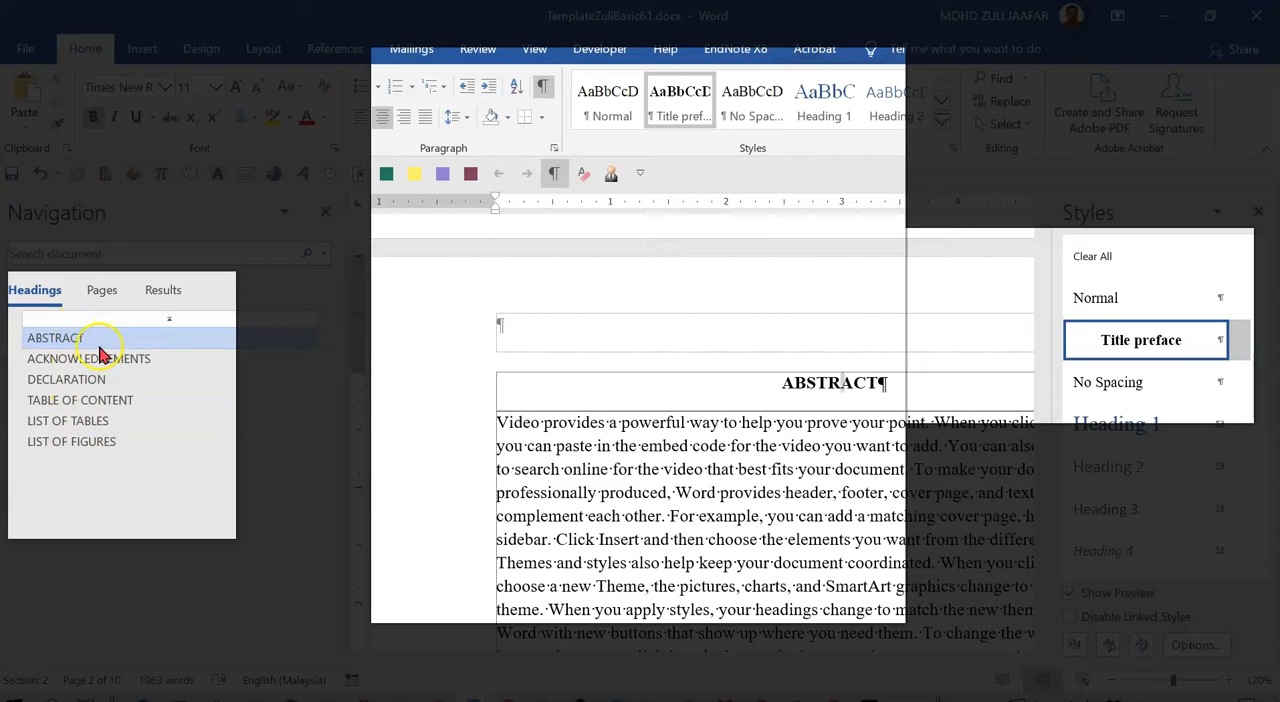 TemplateZuliBasic61.docx - Word
MOHD ZULI JAAFAR
File Home Insert Design Layout References Mailings Review View Developer Help EndNote X8 Acrobat Tell me what you want to do Share
Paste
Times New R 11
Aa
AaBbCcD AaBbCcD AaBbCcD AaBbC AaBbCc
¶ Normal ¶ Title pref... ¶ No Spac... Heading 1 Heading 2
Find
Replace
Select
Create and Share
Adobe PDF
Request
Signatures
Clipboard Font Paragraph Styles Editing Adobe Acrobat
Navigation
Search document
Headings Pages Results
ABSTRACT
ACKNOWLEDGEMENTS
DECLARATION
TABLE OF CONTENT
LIST OF TABLES
LIST OF FIGURES
1 1 2 3 4
¶
ABSTRACT¶
Video·provides·a·powerful·way·to·help·you·prove·your·point.·When·you·clic
you·can·paste·in·the·embed·code·for·the·video·you·want·to·add.·You·can·also
to·search·online·for·the·video·that·best·fits·your·document.·To·make·your·do
professionally·produced,·Word·provides·header,·footer,·cover·page,·and·text
complement·each·other.·For·example,·you·can·add·a·matching·cover·page,·h
sidebar.·Click·Insert·and·then·choose·the·elements·you·want·from·the·differe
Themes·and·styles·also·help·keep·your·document·coordinated.·When·you·clic
choose·a·new·Theme,·the·pictures,·charts,·and·SmartArt·graphics·change·to·
theme.·When·you·apply·styles,·your·headings·change·to·match·the·new·them
Word·with·new·buttons·that·show·up·where·you·need·them.·To·change·the·w
Styles
Clear All
Normal ¶
Title preface ¶
No Spacing ¶
Heading 1
Heading 2
Heading 3
Heading 4
Show Preview
Disable Linked Styles
Options...
Section: 2 Page 2 of 10 1863 words English (Malaysia) 120%